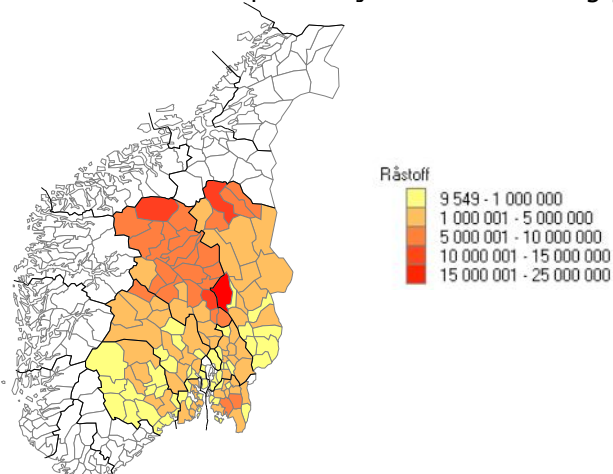 Råstoff
9 549 - 1 000 000
1 000 001 - 5 000 000
5 000 001 - 10 000 000
10 000 001 - 15 000 000
15 000 001 - 25 000 000